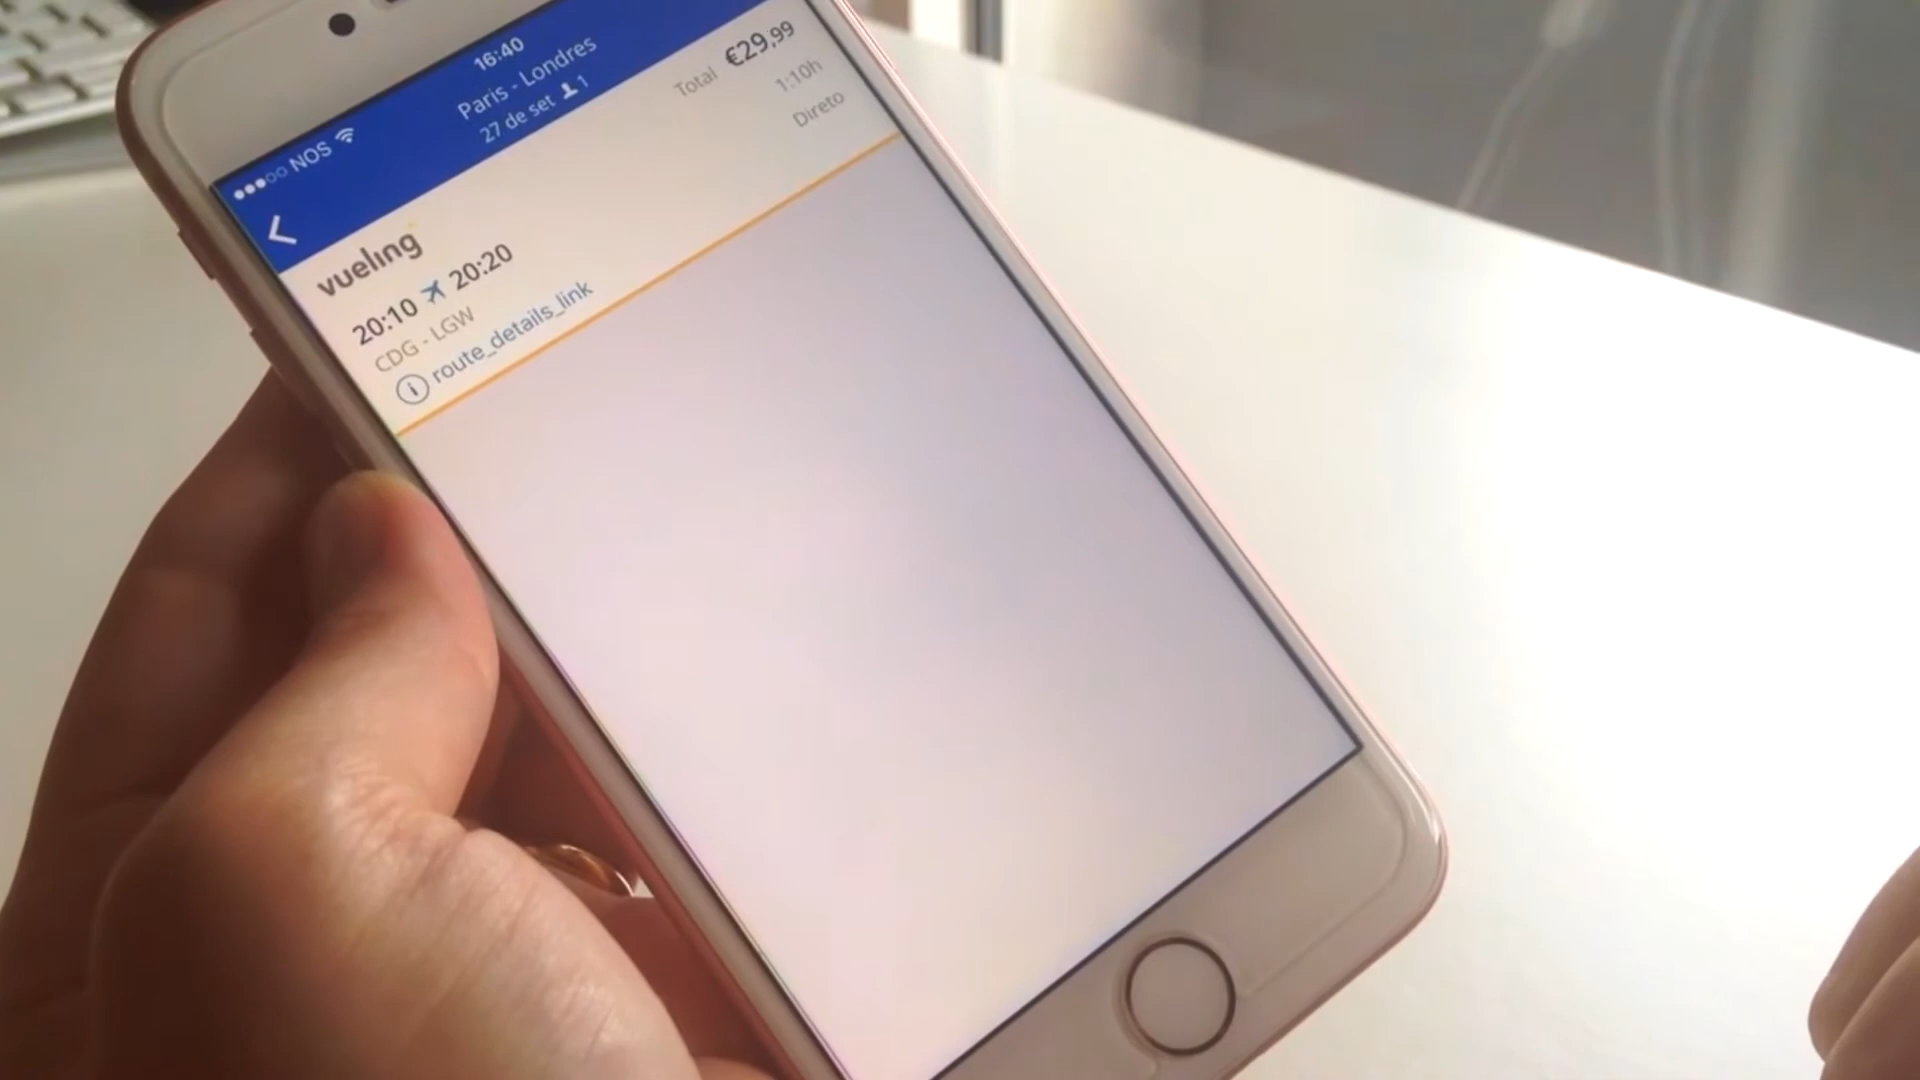 NOS 16:40
Paris - Londres
27 de set 1
vueling
Total €29,99
20:10 20:20
1:10h
CDG - LGW
Direto
i route_details_link